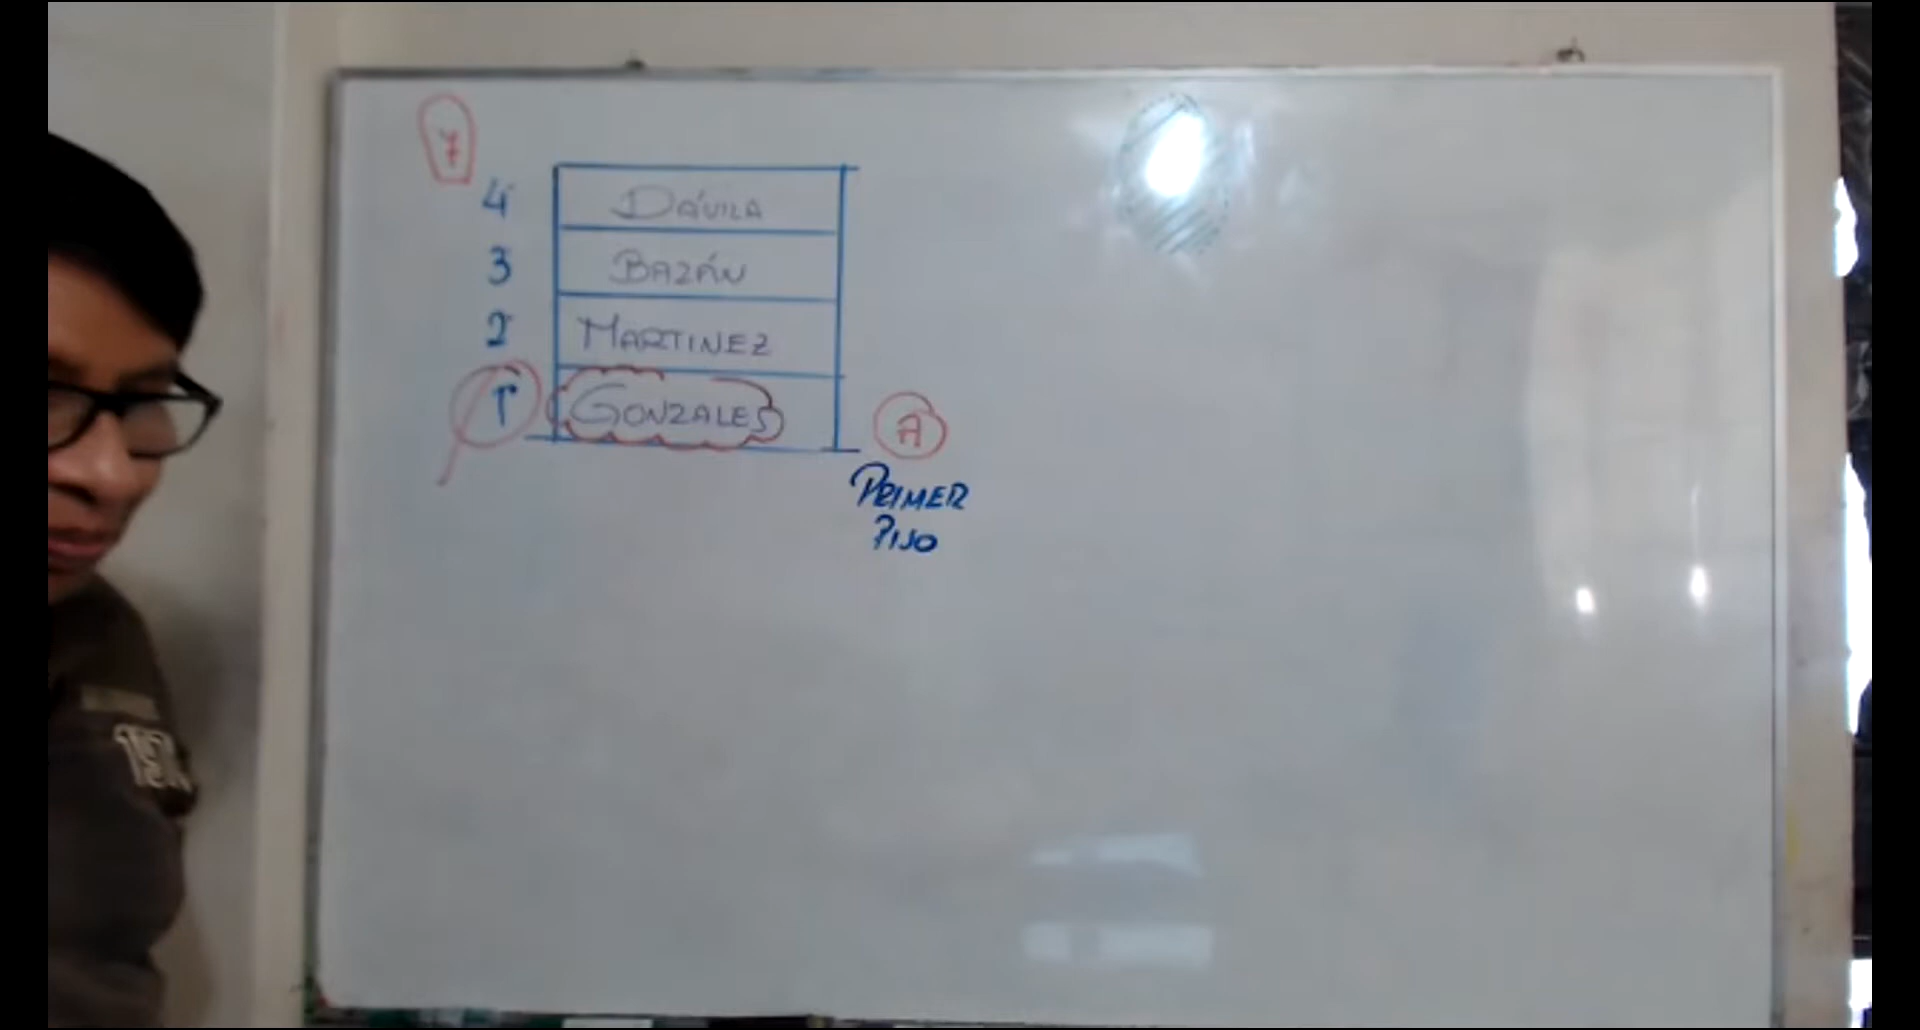 7
4 DÁVILA
3 BAZÁN
2 MARTINEZ
1 GONZALES
A
PRIMER
PISO